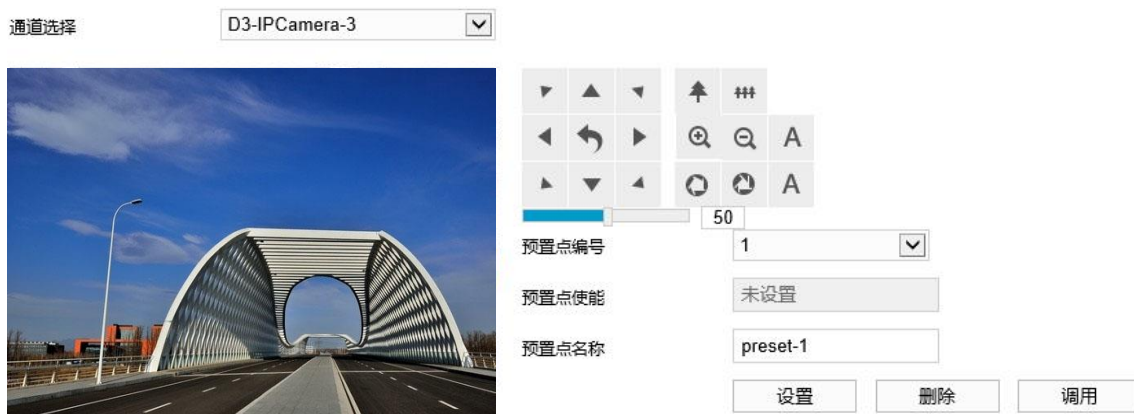 通道选择
D3-IPCamera-3
A
A
50
预置点编号
1
预置点使能
未设置
预置点名称
preset-1
设置 删除 调用